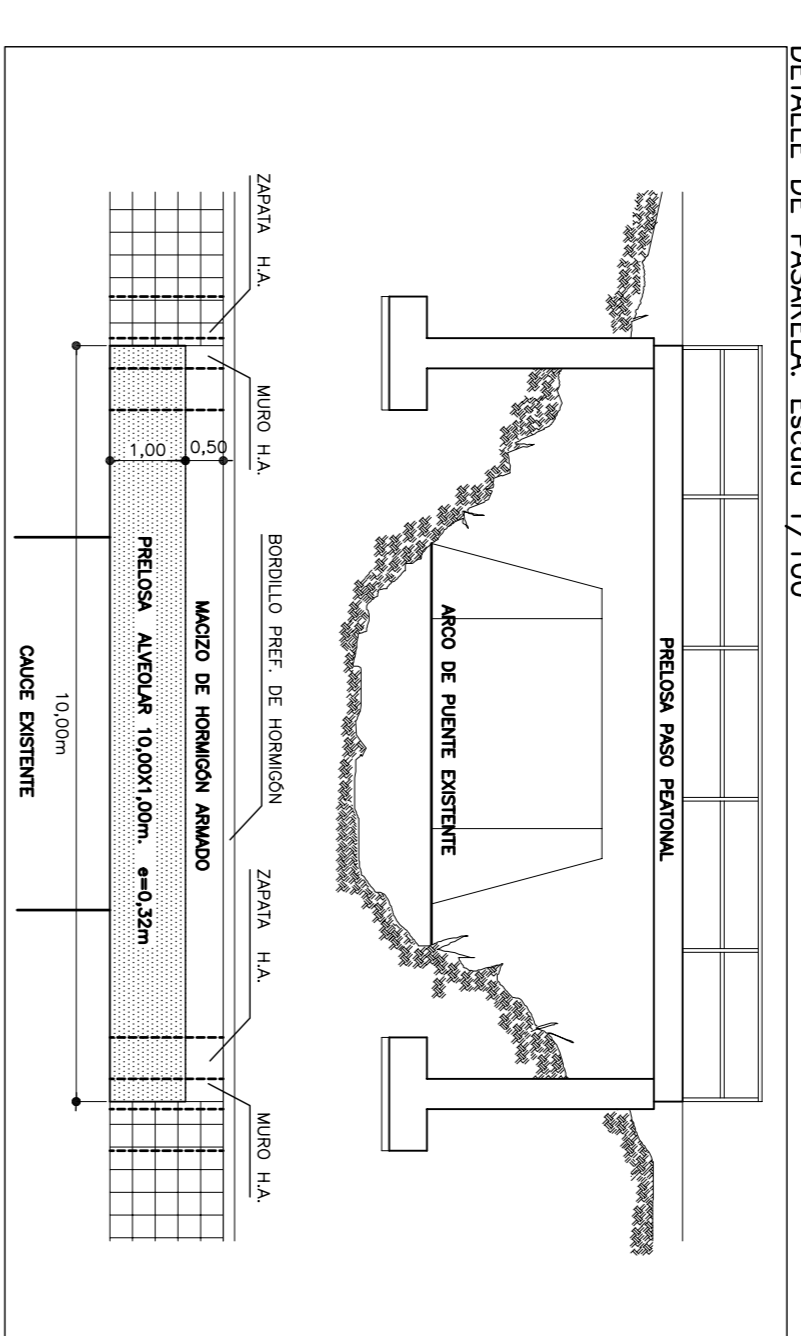 DETALLE DE PASARELA. Escala 1/100
PRELOSA PASO PEATONAL
ARCO DE PUENTE EXISTENTE
BORDILLO PREF. DE HORMIGÓN
ZAPATA H.A.
MURO H.A.
ZAPATA H.A.
MURO H.A.
0,50
1,00
MACIZO DE HORMIGÓN ARMADO
PRELOSA ALVEOLAR 10,00X1,00m. e=0,32m
10,00m
CAUCE EXISTENTE